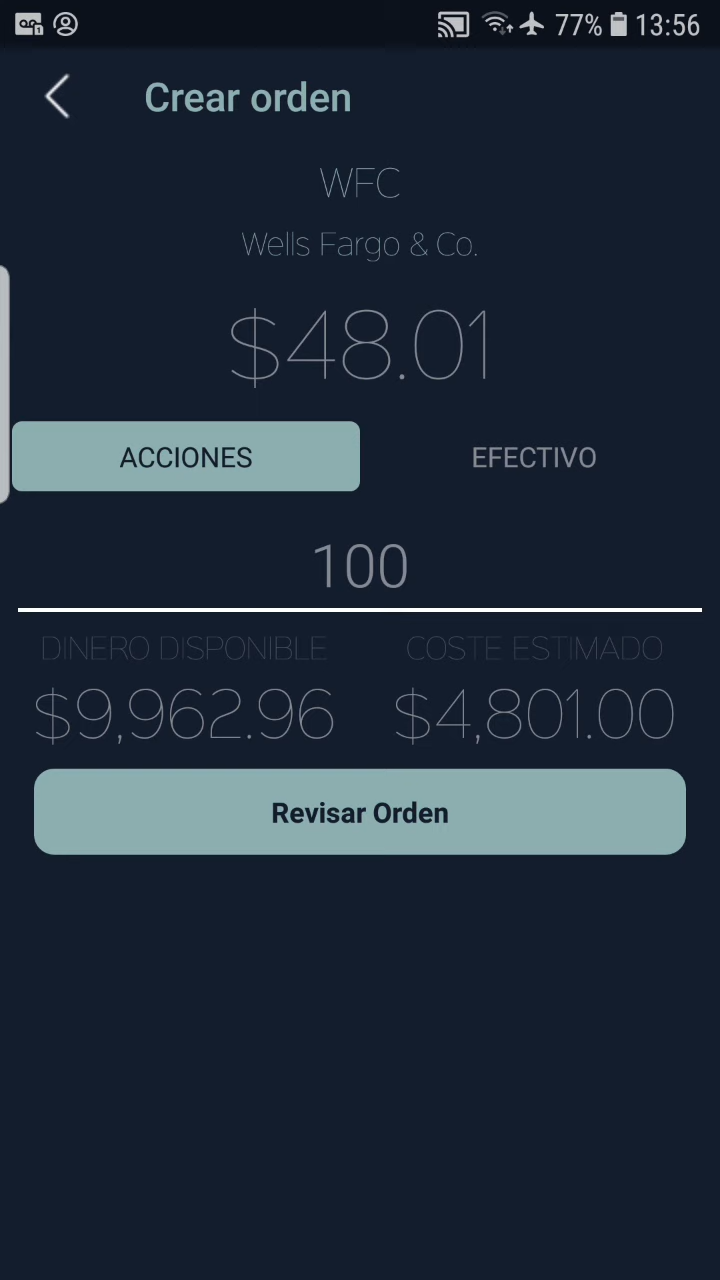 77% 13:56
Crear orden
WFC
Wells Fargo & Co.
$48.01
ACCIONES EFECTIVO
100
DINERO DISPONIBLE COSTE ESTIMADO
$9,962.96 $4,801.00
Revisar Orden